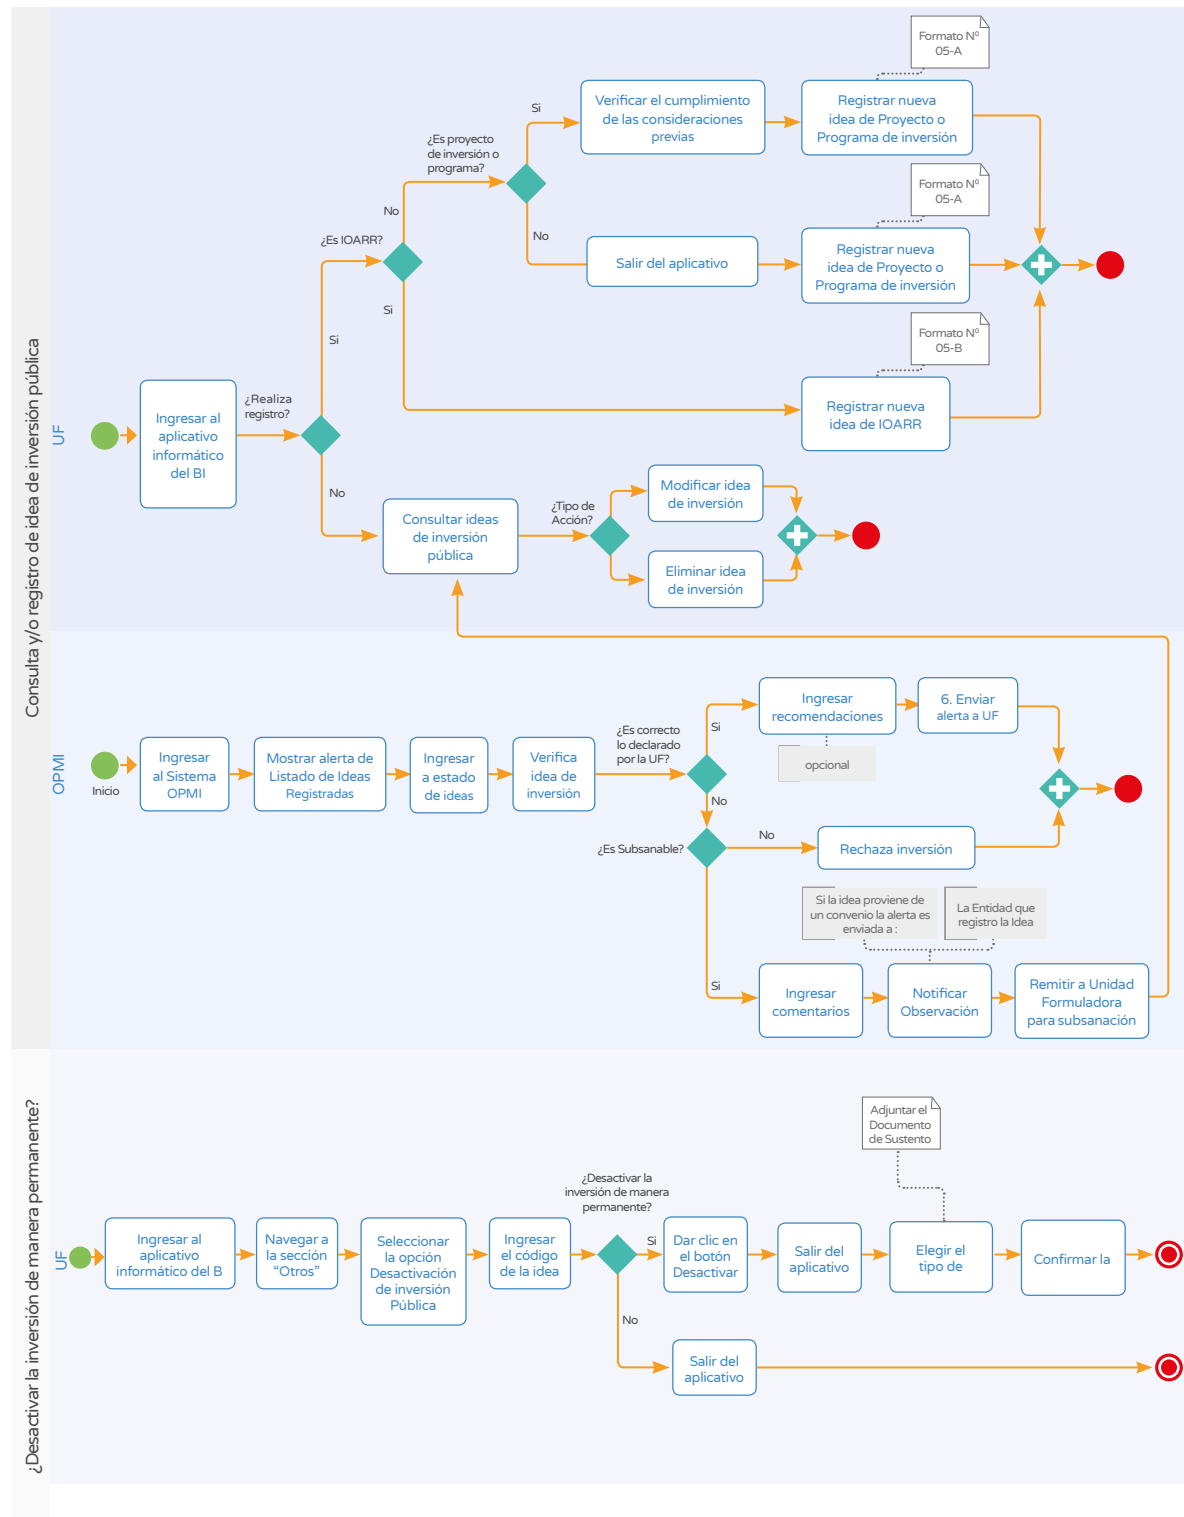 Consulta y/o registro de idea de inversión pública
UF
Ingresar al
aplicativo
informático
del BI
¿Realiza
registro?
Si
No
¿Es IOARR?
No
Si
¿Es proyecto
de inversión o
programa?
Si
No
Verificar el cumplimiento
de las consideraciones
previas
Formato Nº
05-A
Registrar nueva
idea de Proyecto o
Programa de inversión
Salir del aplicativo
Formato Nº
05-A
Registrar nueva
idea de Proyecto o
Programa de inversión
Formato Nº
05-B
Registrar nueva
idea de IOARR
Consultar ideas
de inversión
pública
¿Tipo de
Acción?
Modificar idea
de inversión
Eliminar idea
de inversión
OPMI
Inicio
Ingresar
al Sistema
OPMI
Mostrar alerta de
Listado de Ideas
Registradas
Ingresar
a estado
de ideas
Verifica
idea de
inversión
¿Es correcto
lo declarado
por la UF?
Si
No
Ingresar
recomendaciones
opcional
6. Enviar
alerta a UF
¿Es Subsanable?
No
Rechaza inversión
Si la idea proviene de
un convenio la alerta es
enviada a :
La Entidad que
registro la Idea
Si
Ingresar
comentarios
Notificar
Observación
Remitir a Unidad
Formuladora
para subsanación
¿Desactivar la inversión de manera permanente?
UF
Ingresar al
aplicativo
informático del B
Navegar a
la sección
“Otros”
Seleccionar
la opción
Desactivación
de inversión
Pública
Ingresar
el código
de la idea
¿Desactivar la
inversión de manera
permanente?
Si
No
Dar clic en
el botón
Desactivar
Salir del
aplicativo
Adjuntar el
Documento
de Sustento
Elegir el
tipo de
Confirmar la
Salir del
aplicativo